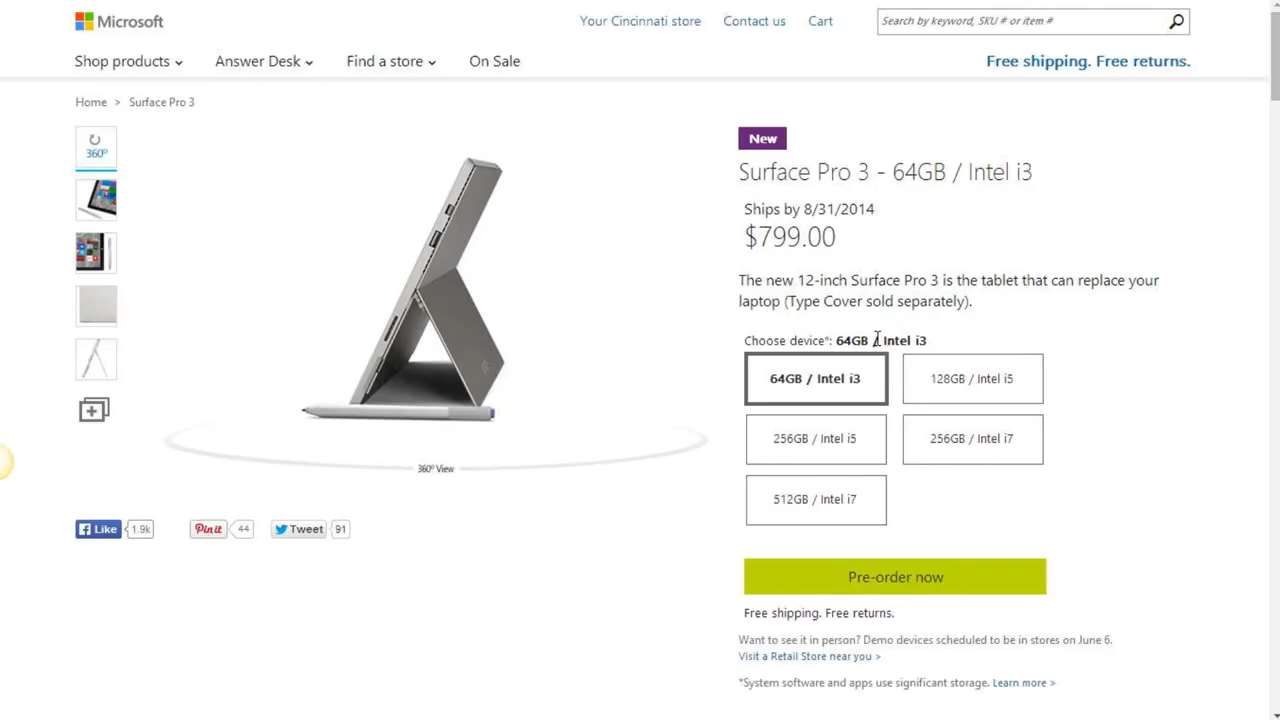 Microsoft
Your Cincinnati store
Contact us
Cart
Search by keyword, SKU # or item #
Shop products
Answer Desk
Find a store
On Sale
Free shipping. Free returns.
Home > Surface Pro 3
360º
New
Surface Pro 3 - 64GB / Intel i3
Ships by 8/31/2014
$799.00
The new 12-inch Surface Pro 3 is the tablet that can replace your
laptop (Type Cover sold separately).
Choose device*: 64GB / Intel i3
64GB / Intel i3
128GB / Intel i5
256GB / Intel i5
256GB / Intel i7
512GB / Intel i7
360º View
Like 1.9k
Pin it 44
Tweet 91
Pre-order now
Free shipping. Free returns.
Want to see it in person? Demo devices scheduled to be in stores on June 6.
Visit a Retail Store near you >
*System software and apps use significant storage. Learn more >